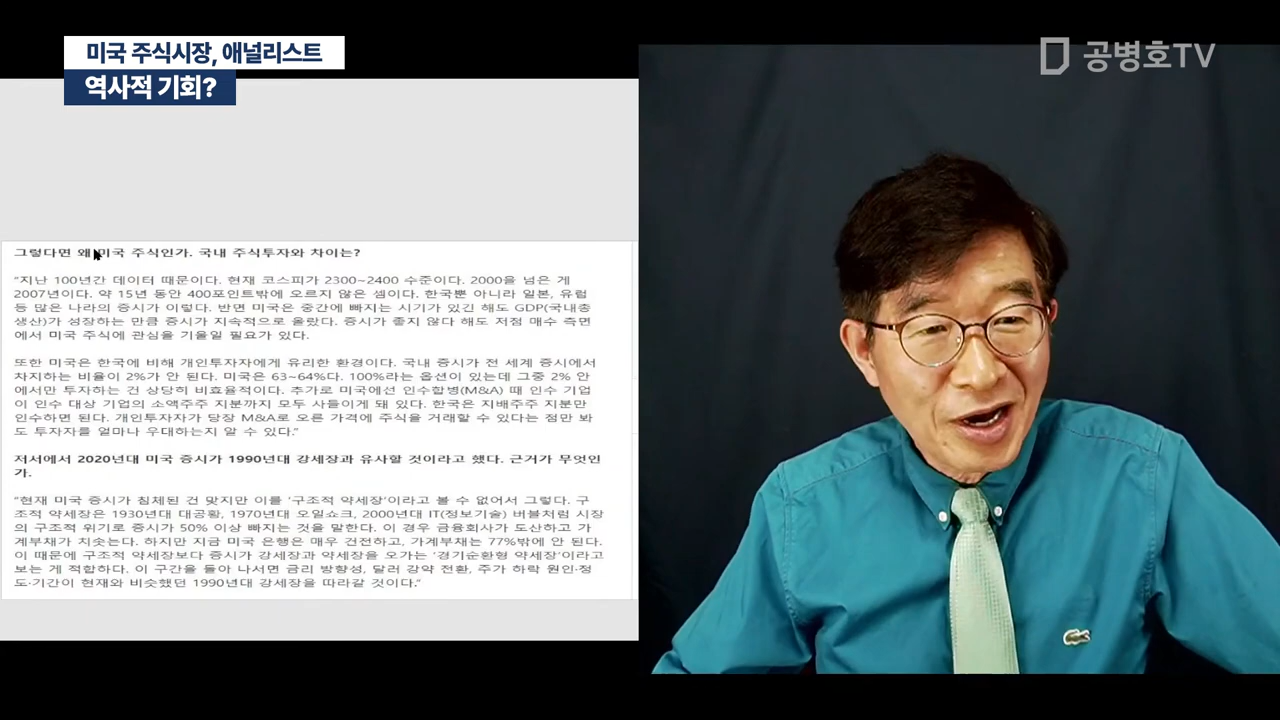 미국 주식시장, 애널리스트
역사적 기회?
공병호TV
그렇다면 왜 미국 주식인가. 국내 주식투자와 차이는?
“지난 100년간 데이터 때문이다. 현재 코스피가 2300~2400 수준이다. 2000을 넘은 게
2007년이다. 약 15년 동안 400포인트밖에 오르지 않은 셈이다. 한국뿐 아니라 일본, 유럽
등 많은 나라의 증시가 이렇다. 반면 미국은 중간에 빠지는 시기가 있긴 해도 GDP(국내총
생산)가 성장하는 만큼 증시가 지속적으로 올랐다. 증시가 좋지 않다 해도 저점 매수 측면
에서 미국 주식에 관심을 기울일 필요가 있다.
또한 미국은 한국에 비해 개인투자자에게 유리한 환경이다. 국내 증시가 전 세계 증시에서
차지하는 비율이 2%가 안 된다. 미국은 63~64%다. 100%라는 옵션이 있는데 그중 2% 안
에서만 투자하는 건 상당히 비효율적이다. 추가로 미국에선 인수합병(M&A) 때 인수 기업
이 인수 대상 기업의 소액주주 지분까지 모두 사들이게 돼 있다. 한국은 지배주주 지분만
인수하면 된다. 개인투자자가 당장 M&A로 오른 가격에 주식을 거래할 수 있다는 점만 봐
도 투자자를 얼마나 우대하는지 알 수 있다.”
저서에서 2020년대 미국 증시가 1990년대 강세장과 유사할 것이라고 했다. 근거가 무엇인
가.
“현재 미국 증시가 침체된 건 맞지만 이를 ‘구조적 약세장’이라고 볼 수 없어서 그렇다. 구
조적 약세장은 1930년대 대공황, 1970년대 오일쇼크, 2000년대 IT(정보기술) 버블처럼 시장
의 구조적 위기로 증시가 50% 이상 빠지는 것을 말한다. 이 경우 금융회사가 도산하고 가
계부채가 치솟는다. 하지만 지금 미국 은행은 매우 건전하고, 가계부채는 77%밖에 안 된다.
이 때문에 구조적 약세장보다 증시가 강세장과 약세장을 오가는 ‘경기순환형 약세장’이라고
보는 게 적합하다. 이 구간을 돌아 나서면 금리 방향성, 달러 강약 전환, 주가 하락 원인·정
도·기간이 현재와 비슷했던 1990년대 강세장을 따라갈 것이다.”